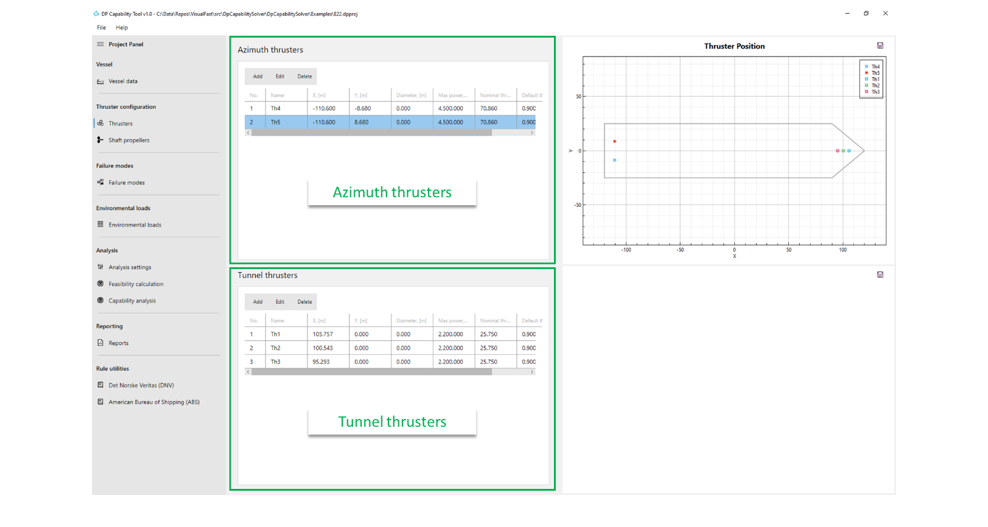 DP Capability Tool v1.0 - C:\Data\Repos\VisualFast\src\DpCapabilitySolver\DpCapabilitySolver\Examples\822.dpproj
File Help
Project Panel
Vessel
Vessel data
Thruster configuration
Thrusters
Shaft propellers
Failure modes
Failure modes
Environmental loads
Environmental loads
Analysis
Analysis settings
Feasibility calculation
Capability analysis
Reporting
Reports
Rule utilities
Det Norske Veritas (DNV)
American Bureau of Shipping (ABS)
Azimuth thrusters
Add Edit Delete
No. Name X, [m] Y, [m] Diameter, [m] Max power,... Nominal thr... Default t
1 Th4 -110.600 -8.680 0.000 4.500.000 70.860 0.900
2 Th5 -110.600 8.680 0.000 4.500.000 70.860 0.900
Azimuth thrusters
Tunnel thrusters
Add Edit Delete
No. Name X, [m] Y, [m] Diameter, [m] Max power,... Nominal thr... Default t
1 Th1 105.757 0.000 0.000 2.200.000 25.750 0.900
2 Th2 100.543 0.000 0.000 2.200.000 25.750 0.900
3 Th3 95.293 0.000 0.000 2.200.000 25.750 0.900
Tunnel thrusters
Thruster Position
Th4
Th5
Th1
Th2
Th3
50
0
-50
Y
-100 -50 0 50 100
X